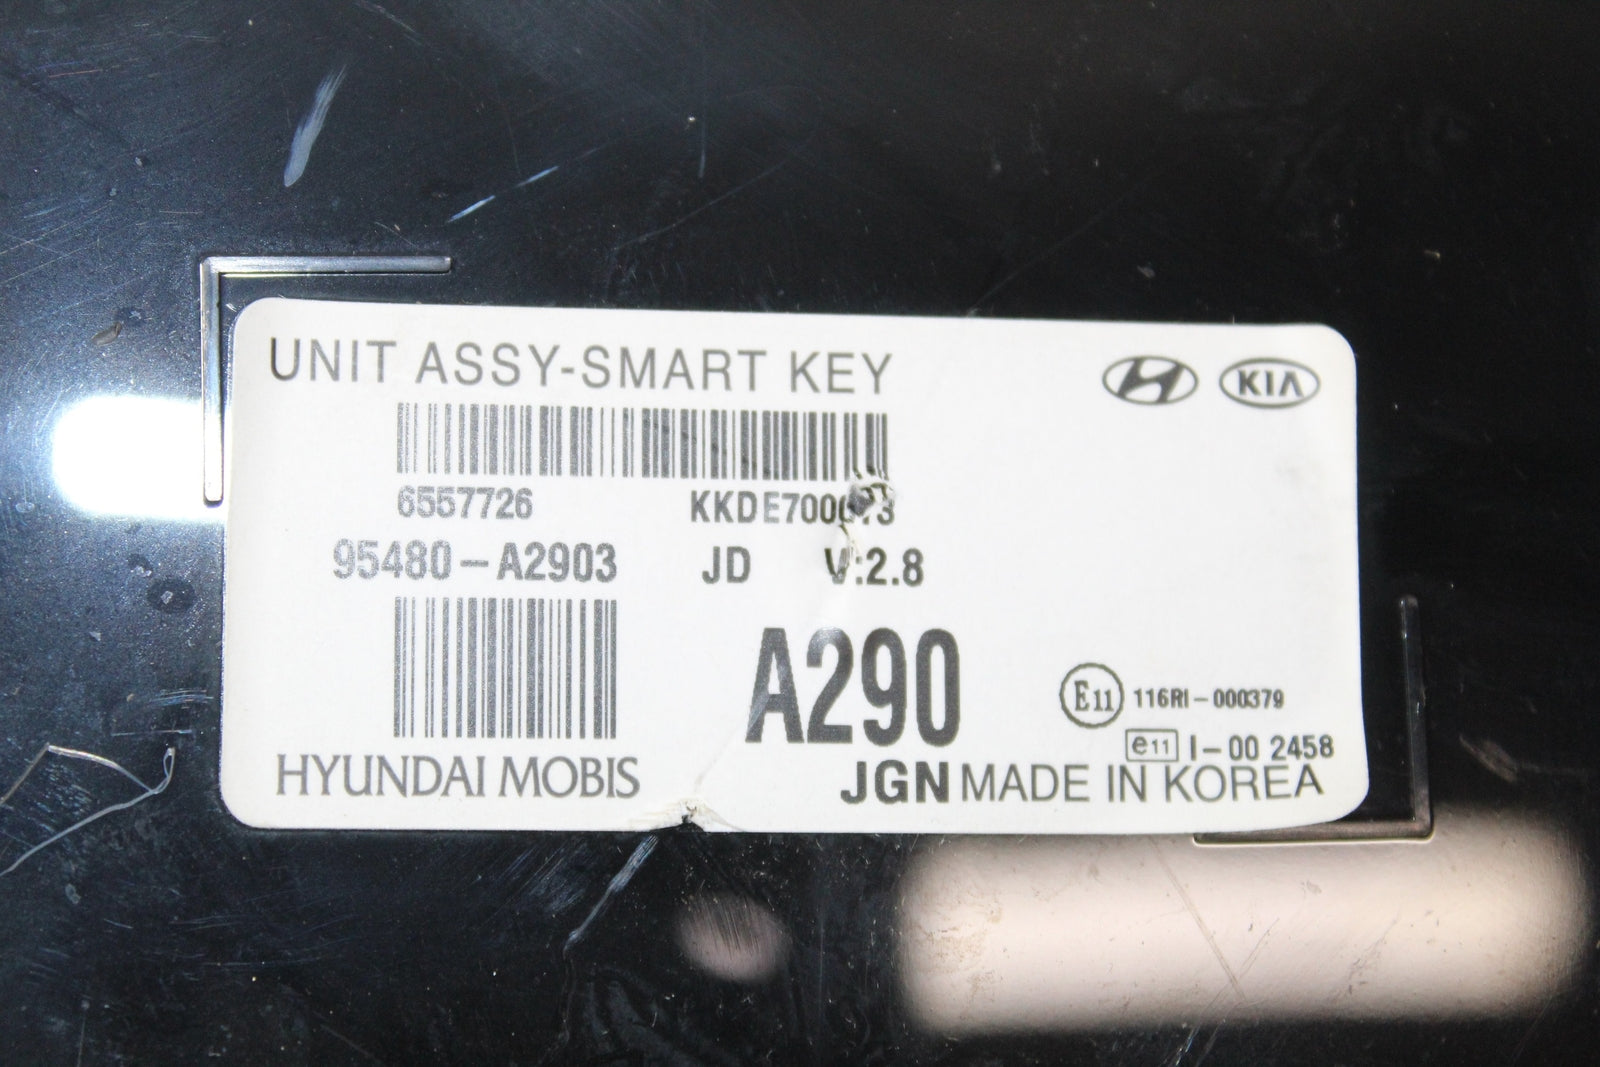 UNIT ASSY-SMART KEY
KIA
6557726
95480-A2903 JD V:2.8
A290
E11 116RI-000379
e11 I-00 2458
HYUNDAI MOBIS
JGN MADE IN KOREA